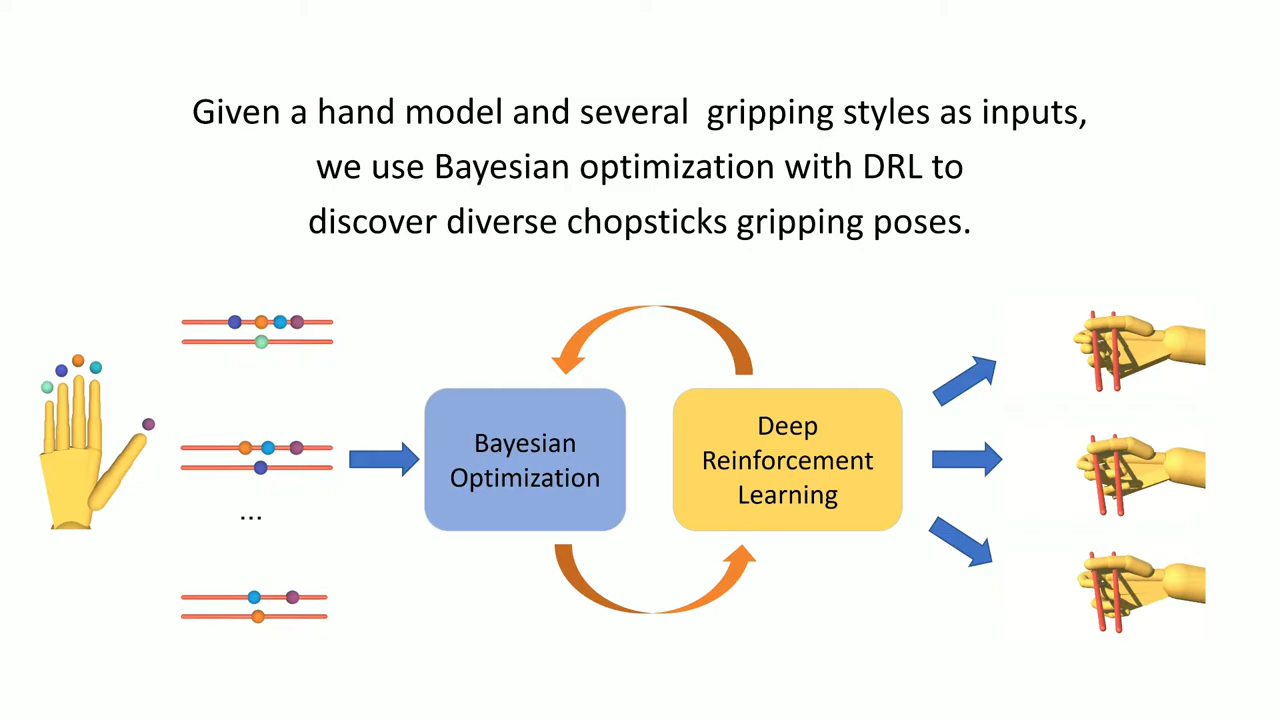 Given a hand model and several  gripping styles as inputs,
we use Bayesian optimization with DRL to
discover diverse chopsticks gripping poses.
...
Bayesian
Optimization
Deep
Reinforcement
Learning